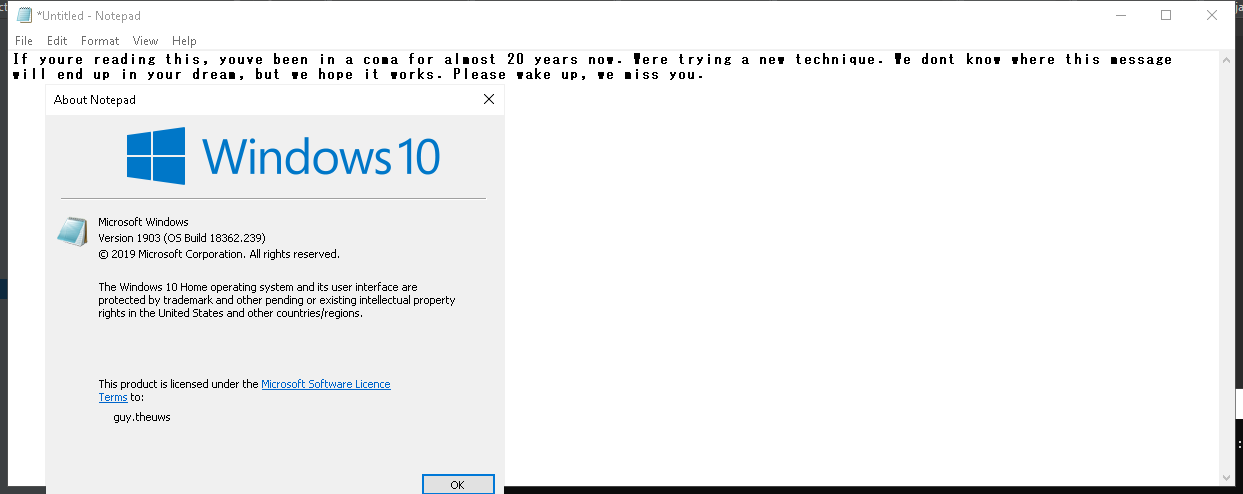 *Untitled - Notepad
File Edit Format View Help
If youre reading this, youve been in a coma for almost 20 years now. Were trying a new technique. We dont know where this message
will end up in your dream, but we hope it works. Please wake up, we miss you.
About Notepad
Windows 10
Microsoft Windows
Version 1903 (OS Build 18362.239)
© 2019 Microsoft Corporation. All rights reserved.
The Windows 10 Home operating system and its user interface are
protected by trademark and other pending or existing intellectual property
rights in the United States and other countries/regions.
This product is licensed under the Microsoft Software Licence
Terms to:
guy.theuws
OK